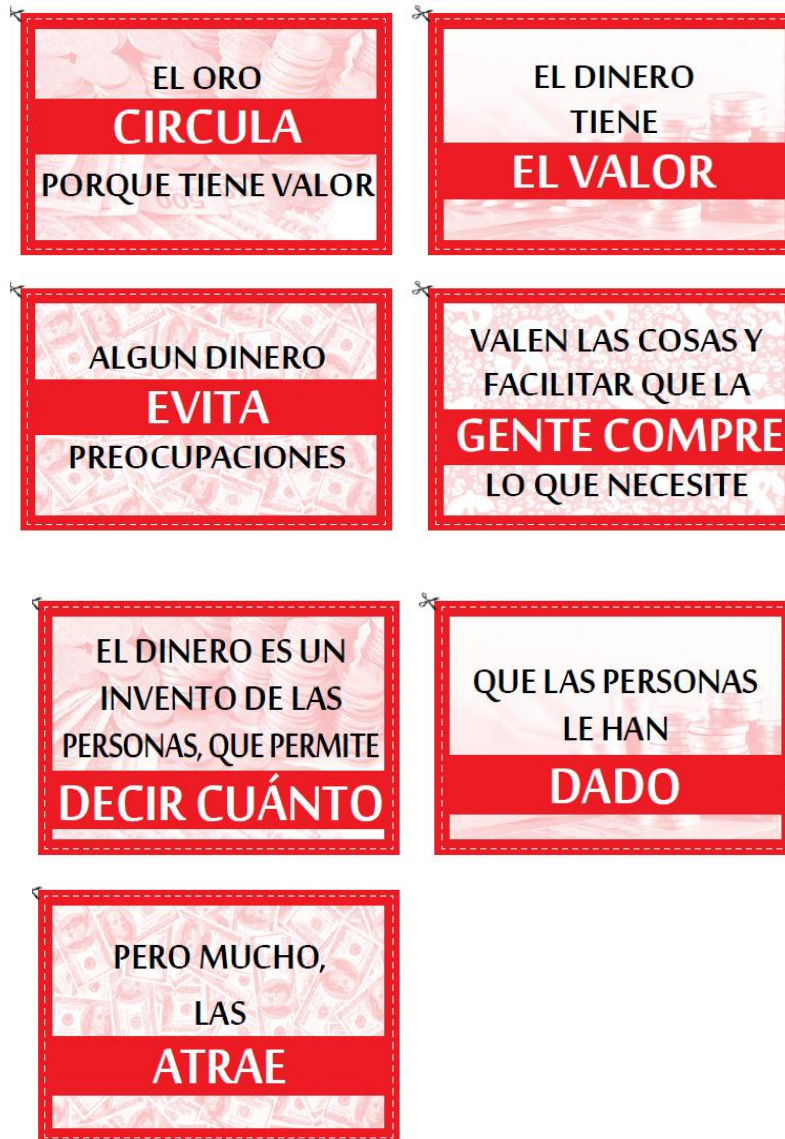 EL ORO
CIRCULA
PORQUE TIENE VALOR
EL DINERO
TIENE
EL VALOR
ALGUN DINERO
EVITA
PREOCUPACIONES
VALEN LAS COSAS Y
FACILITAR QUE LA
GENTE COMPRE
LO QUE NECESITE
EL DINERO ES UN
INVENTO DE LAS
PERSONAS, QUE PERMITE
DECIR CUÁNTO
QUE LAS PERSONAS
LE HAN
DADO
PERO MUCHO,
LAS
ATRAE